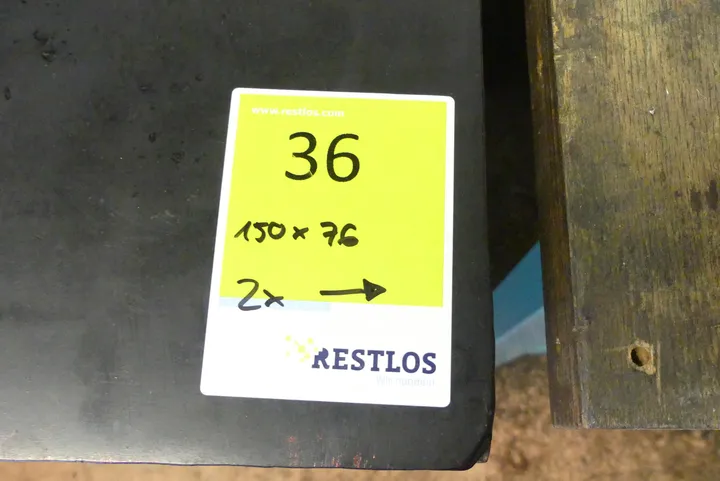 www.restlos.com
36
150 x 76
2x →
RESTLOS